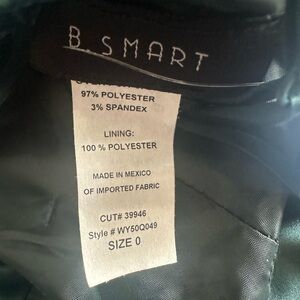 B. SMART
97% POLYESTER
3% SPANDEX
LINING:
100 % POLYESTER
MADE IN MEXICO
OF IMPORTED FABRIC
CUT# 39946
Style # WY50Q049
SIZE 0